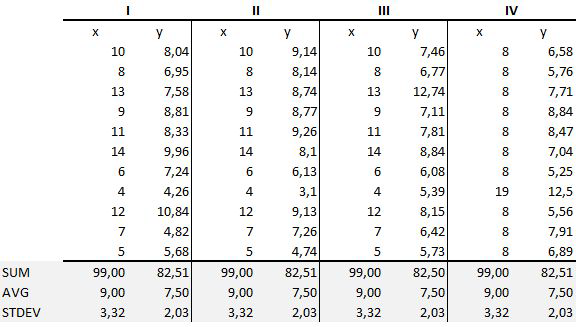 I II III IV
x y x y x y x y
10 8,04 10 9,14 10 7,46 8 6,58
8 6,95 8 8,14 8 6,77 8 5,76
13 7,58 13 8,74 13 12,74 8 7,71
9 8,81 9 8,77 9 7,11 8 8,84
11 8,33 11 9,26 11 7,81 8 8,47
14 9,96 14 8,1 14 8,84 8 7,04
6 7,24 6 6,13 6 6,08 8 5,25
4 4,26 4 3,1 4 5,39 19 12,5
12 10,84 12 9,13 12 8,15 8 5,56
7 4,82 7 7,26 7 6,42 8 7,91
5 5,68 5 4,74 5 5,73 8 6,89
SUM 99,00 82,51 99,00 82,51 99,00 82,50 99,00 82,51
AVG 9,00 7,50 9,00 7,50 9,00 7,50 9,00 7,50
STDEV 3,32 2,03 3,32 2,03 3,32 2,03 3,32 2,03